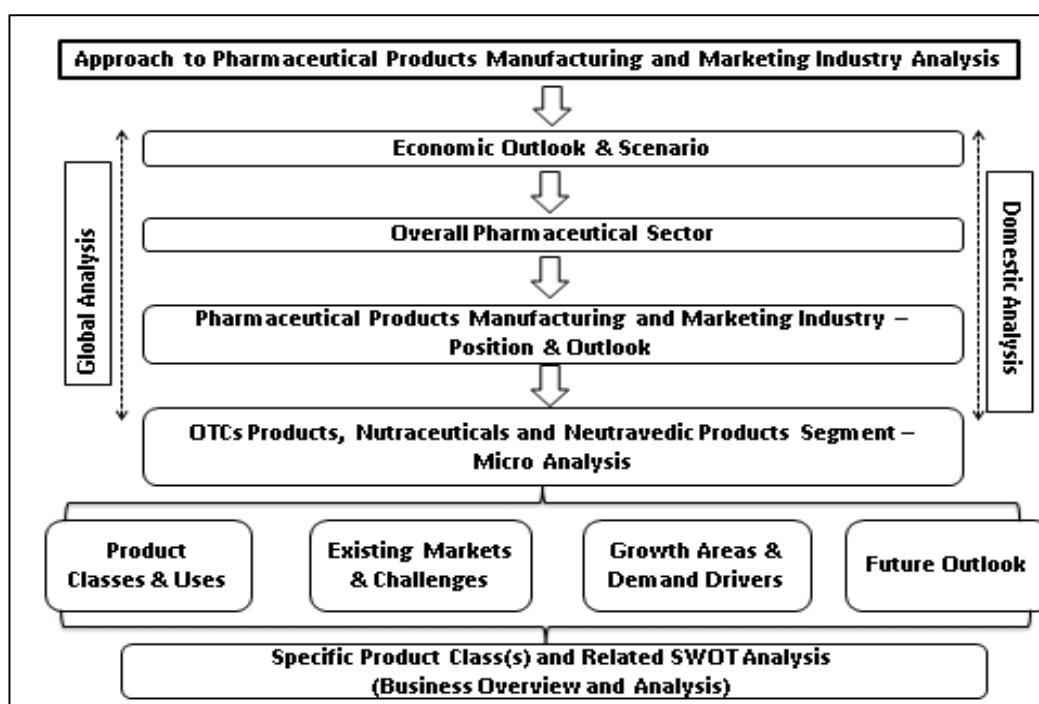 Approach to Pharmaceutical Products Manufacturing and Marketing Industry Analysis
Economic Outlook & Scenario
Overall Pharmaceutical Sector
Pharmaceutical Products Manufacturing and Marketing Industry –
Position & Outlook
OTCs Products, Nutraceuticals and Neutravedic Products Segment –
Micro Analysis
Global Analysis
Domestic Analysis
Product
Classes & Uses
Existing Markets
& Challenges
Growth Areas &
Demand Drivers
Future Outlook
Specific Product Class(s) and Related SWOT Analysis
(Business Overview and Analysis)